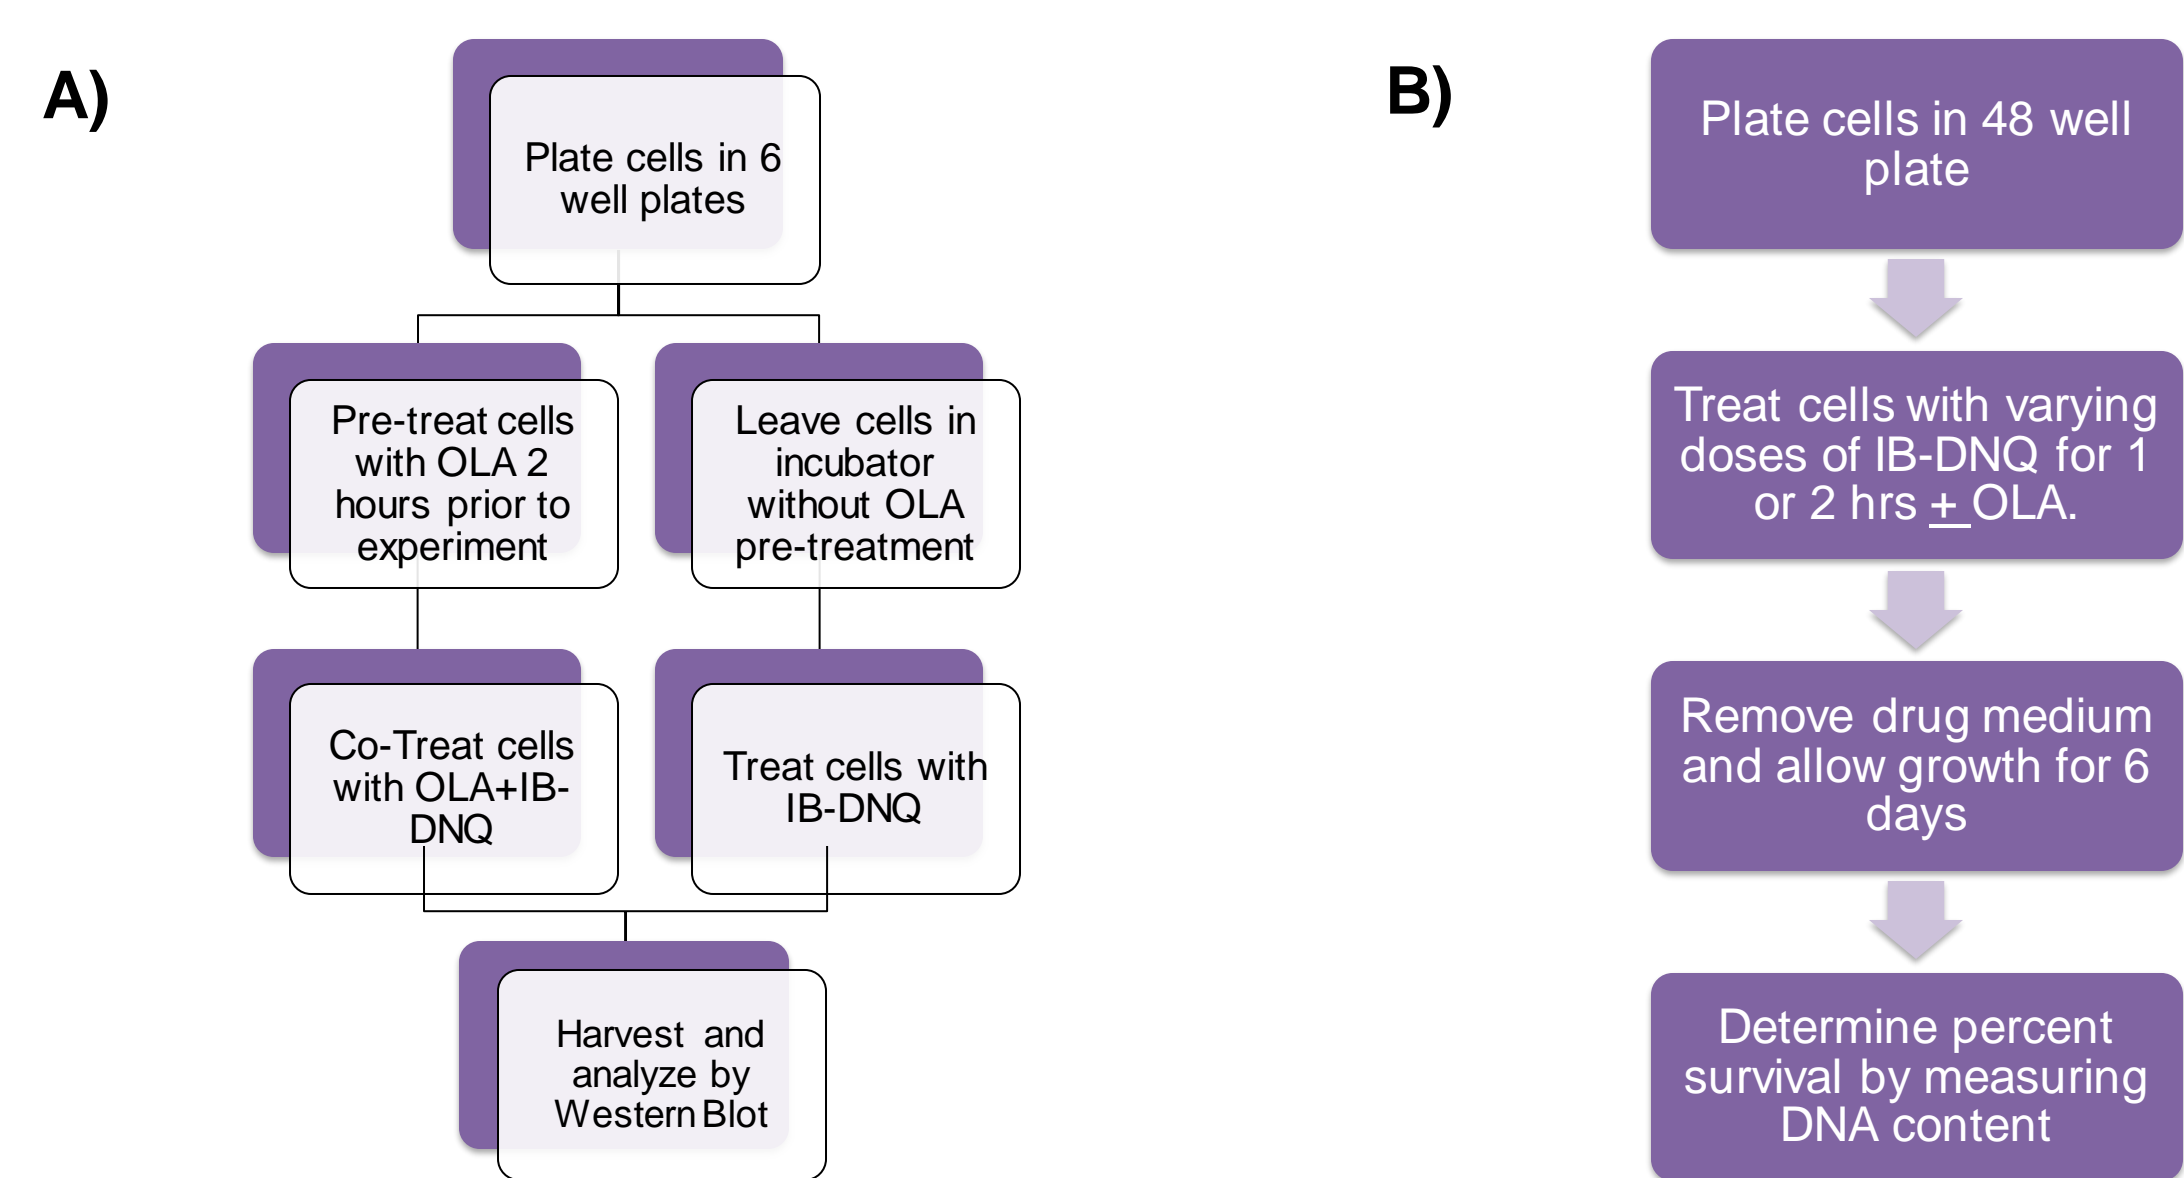 A)
Plate cells in 6
well plates
Pre-treat cells
with OLA 2
hours prior to
experiment
Leave cells in
incubator
without OLA
pre-treatment
Co-Treat cells
with OLA+IB-
DNQ
Treat cells with
IB-DNQ
Harvest and
analyze by
Western Blot
B)
Plate cells in 48 well
plate
Treat cells with varying
doses of IB-DNQ for 1
or 2 hrs + OLA.
Remove drug medium
and allow growth for 6
days
Determine percent
survival by measuring
DNA content